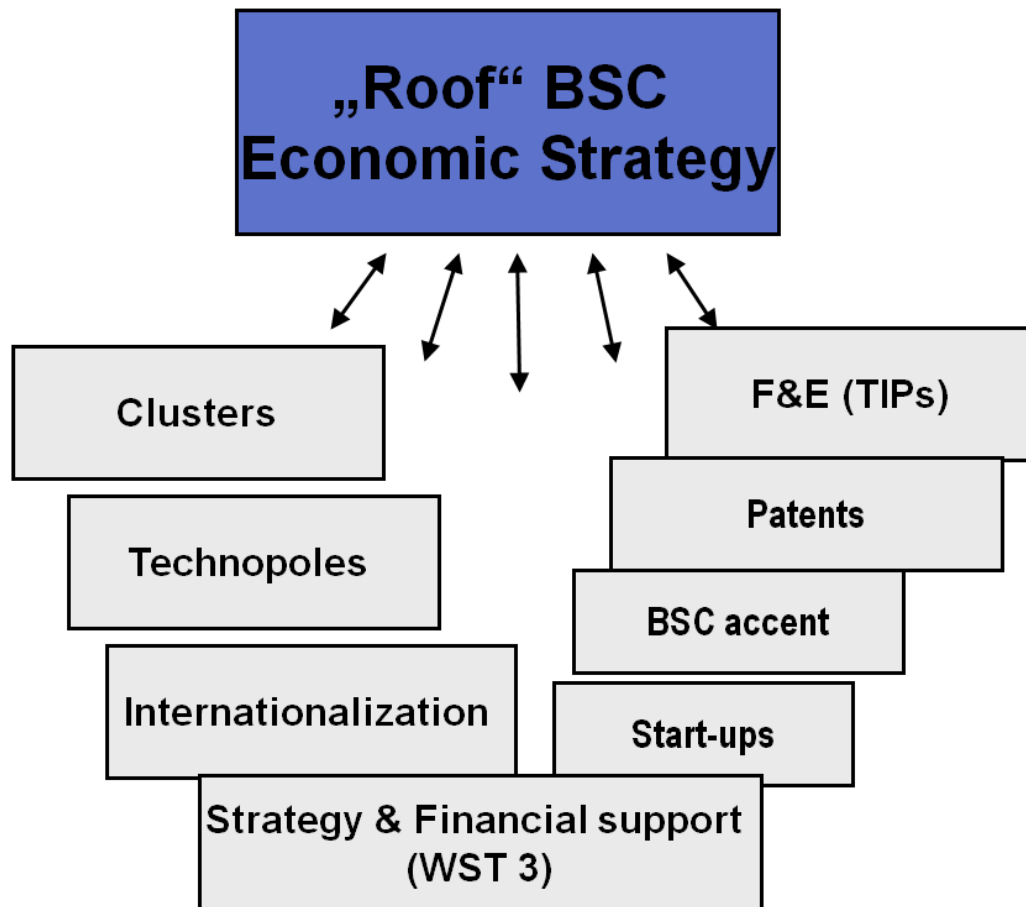 „Roof“ BSC
Economic Strategy
Clusters
Technopoles
Internationalization
F&E (TIPs)
Patents
BSC accent
Start-ups
Strategy & Financial support
(WST 3)